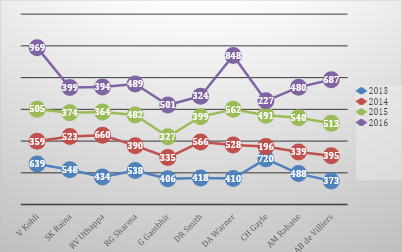 969 399 394 489 501 324 848 227 480 687
505 374 364 482 327 399 562 491 540 513
359 523 660 390 335 566 528 196 339 395
639 548 434 538 406 418 410 720 488 373
V Kohli
SK Raina
RV Uthappa
RG Sharma
G Gambhir
DR Smith
DA Warner
CH Gayle
AM Rahane
AB de Villiers
2013
2014
2015
2016